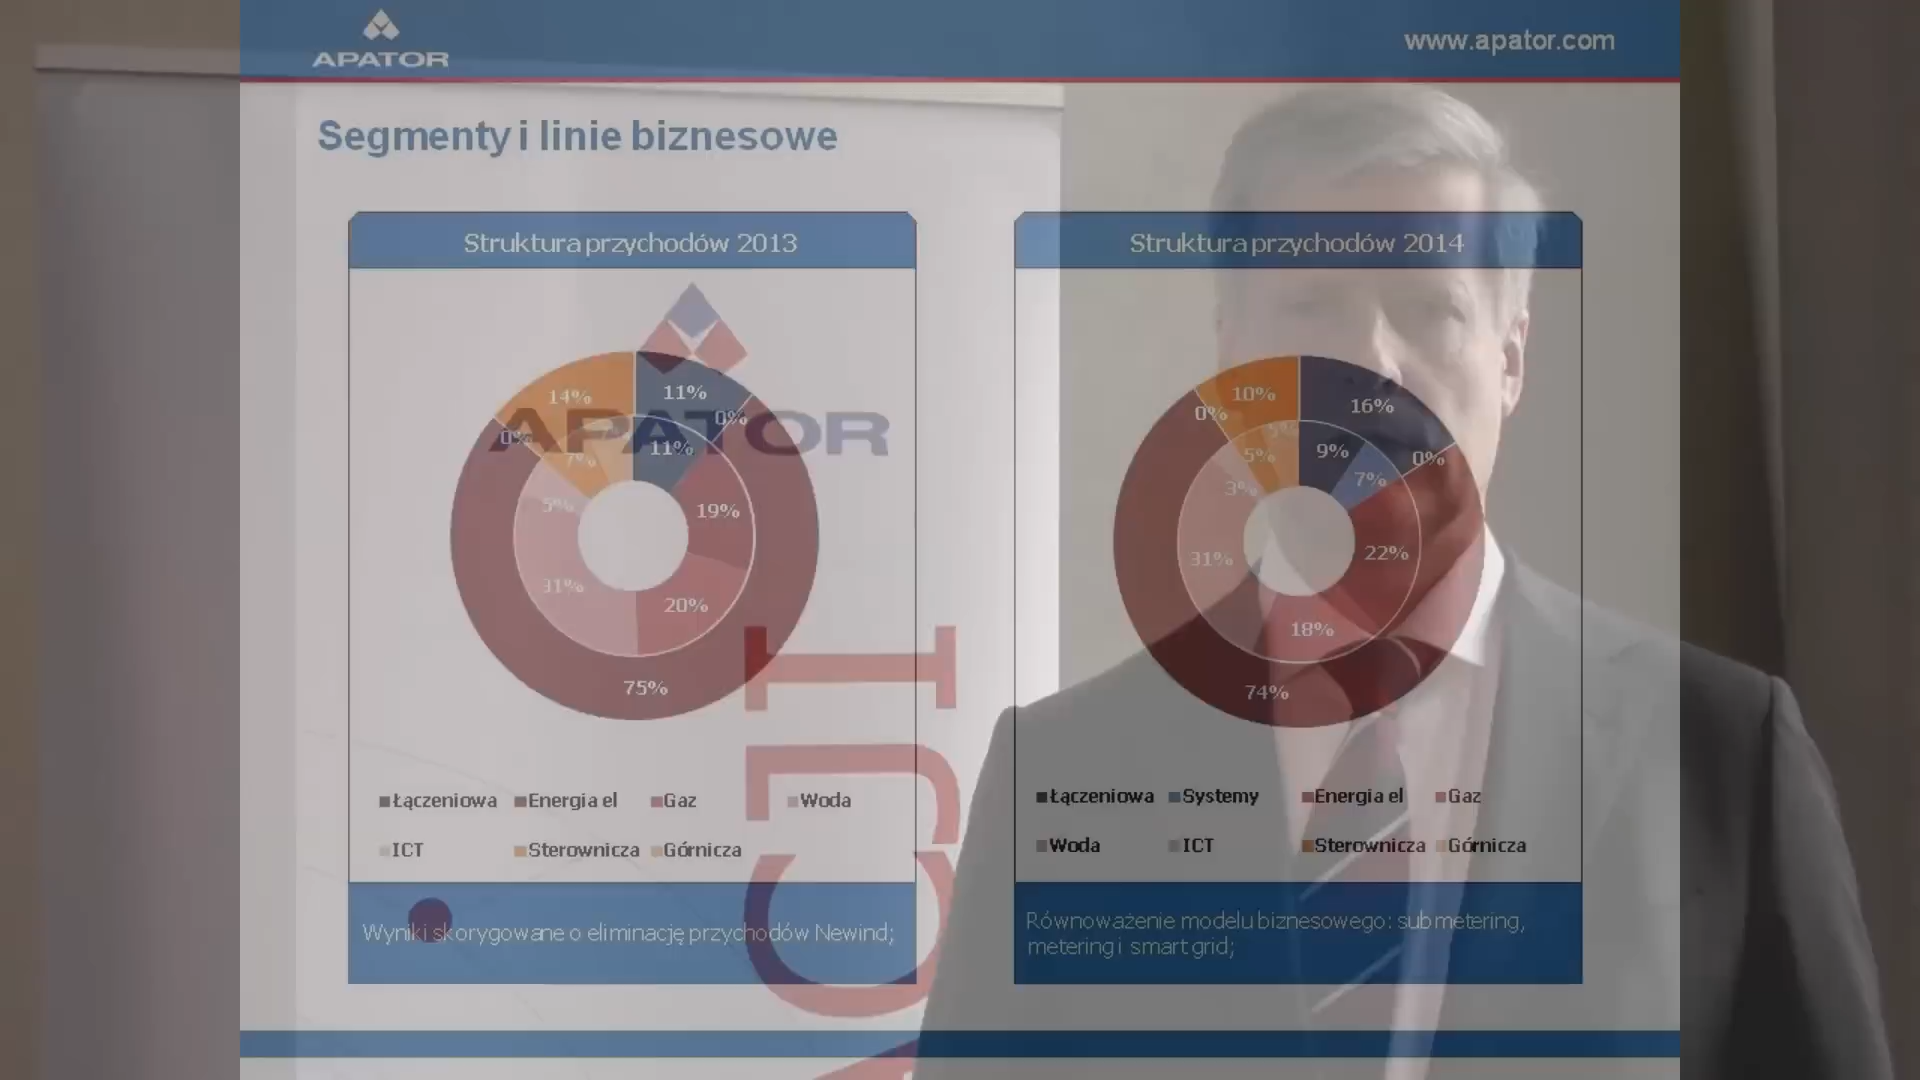 APATOR
www.apator.com
Segmenty i linie biznesowe
Struktura przychodów 2013
14%
11%
0%
0%
APATOR
7%
11%
7%
5%
19%
31%
20%
75%
Łączeniowa
Energia el
Gaz
Woda
ICT
Sterownicza
Górnicza
Wyniki skorygowane o eliminację przychodów Newind;
Struktura przychodów 2014
10%
16%
0%
0%
5%
9%
5%
7%
3%
22%
31%
18%
74%
Łączeniowa
Systemy
Energia el
Gaz
Woda
ICT
Sterownicza
Górnicza
Równoważenie modelu biznesowego: submetering,
metering i smart grid;